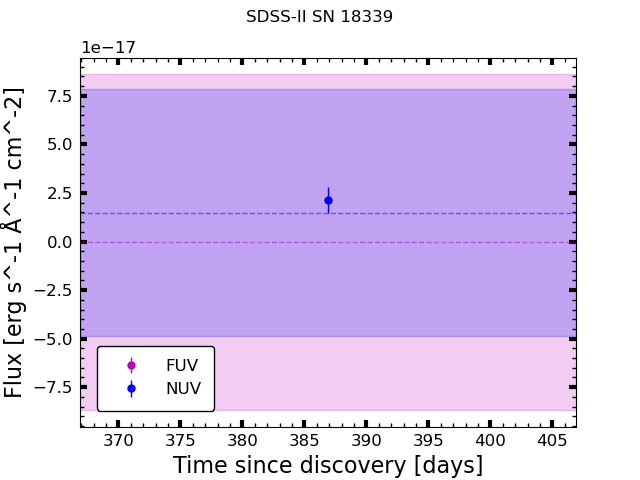 SDSS-II SN 18339
1e−17
7.5
5.0
2.5
0.0
−2.5
−5.0
−7.5
Flux [erg s^-1 Å^-1 cm^-2]
FUV
NUV
370 375 380 385 390 395 400 405
Time since discovery [days]